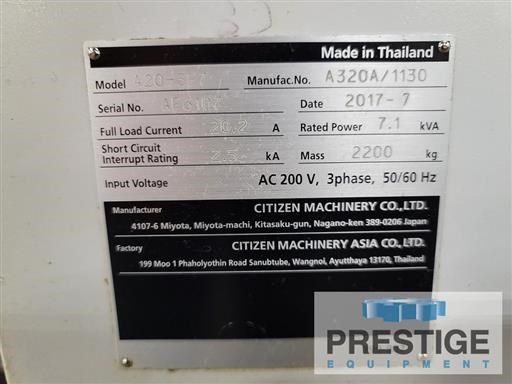 Made in Thailand
Model Manufac.No. A320A/1130
Serial No. Date 2017-7
Full Load Current 20.2 A Rated Power 7.1 kVA
Short Circuit
Interrupt Rating 2.5 kA Mass 2200 kg
Input Voltage AC 200 V, 3phase, 50/60 Hz
Manufacturer CITIZEN MACHINERY CO.,LTD.
4107-6 Miyota, Miyota-machi, Kitasaku-gun, Nagano-ken 389-0206 Japan
Factory CITIZEN MACHINERY ASIA CO.,LTD.
199 Moo 1 Phaholyothin Road Sanubtube, Wangnoi, Ayutthaya 13170, Thailand
PRESTIGE
EQUIPMENT